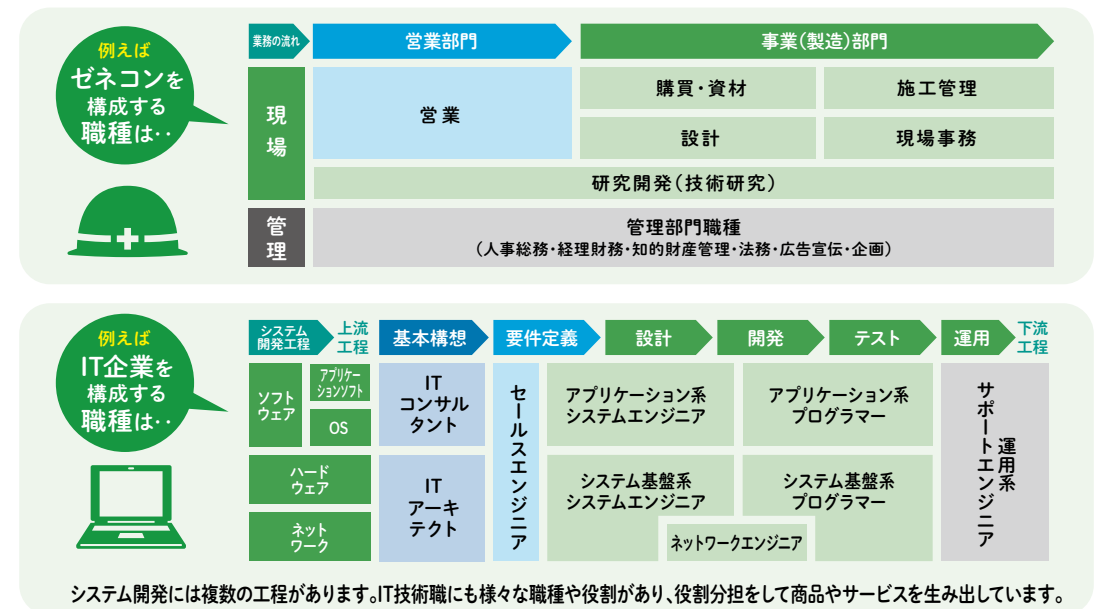 例えば
ゼネコンを
構成する
職種は‥
業務の流れ
営業部門
事業(製造)部門
現場
営業
購買・資材
施工管理
設計
現場事務
研究開発(技術研究)
管理
管理部門職種
(人事総務・経理財務・知的財産管理・法務・広告宣伝・企画)
例えば
IT企業を
構成する
職種は‥
システム
開発工程
上流
工程
基本構想
要件定義
設計
開発
テスト
運用
下流
工程
ソフト
ウェア
アプリケー
ションソフト
OS
ハード
ウェア
ネット
ワーク
IT
コンサル
タント
IT
アーキ
テクト
セールスエンジニア
アプリケーション系
システムエンジニア
アプリケーション系
プログラマー
システム基盤系
システムエンジニア
システム基盤系
プログラマー
ネットワークエンジニア
運用系
サポートエンジニア
システム開発には複数の工程があります。IT技術職にも様々な職種や役割があり、役割分担をして商品やサービスを生み出しています。